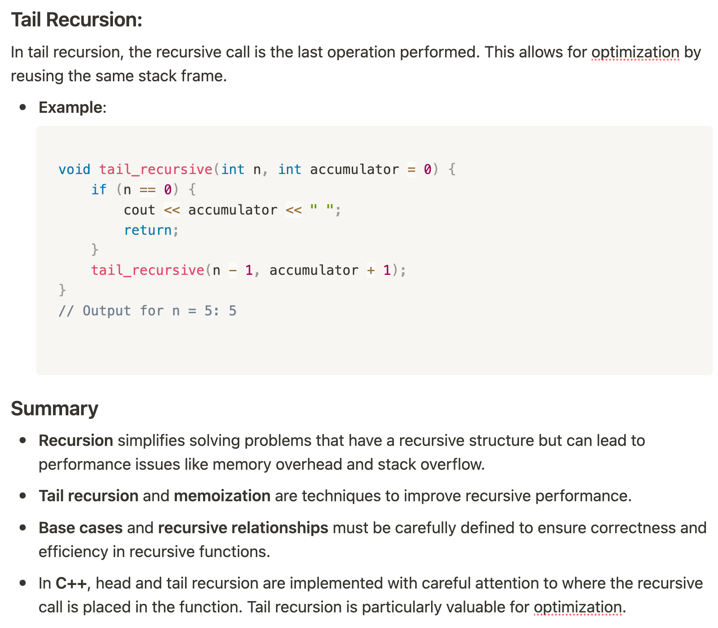 Tail Recursion:
In tail recursion, the recursive call is the last operation performed. This allows for optimization by
reusing the same stack frame.
• Example:
void tail_recursive(int n, int accumulator = 0) {
    if (n == 0) {
        cout << accumulator << " ";
        return;
    }
    tail_recursive(n - 1, accumulator + 1);
}
// Output for n = 5: 5
Summary
• Recursion simplifies solving problems that have a recursive structure but can lead to
performance issues like memory overhead and stack overflow.
• Tail recursion and memoization are techniques to improve recursive performance.
• Base cases and recursive relationships must be carefully defined to ensure correctness and
efficiency in recursive functions.
• In C++, head and tail recursion are implemented with careful attention to where the recursive
call is placed in the function. Tail recursion is particularly valuable for optimization.